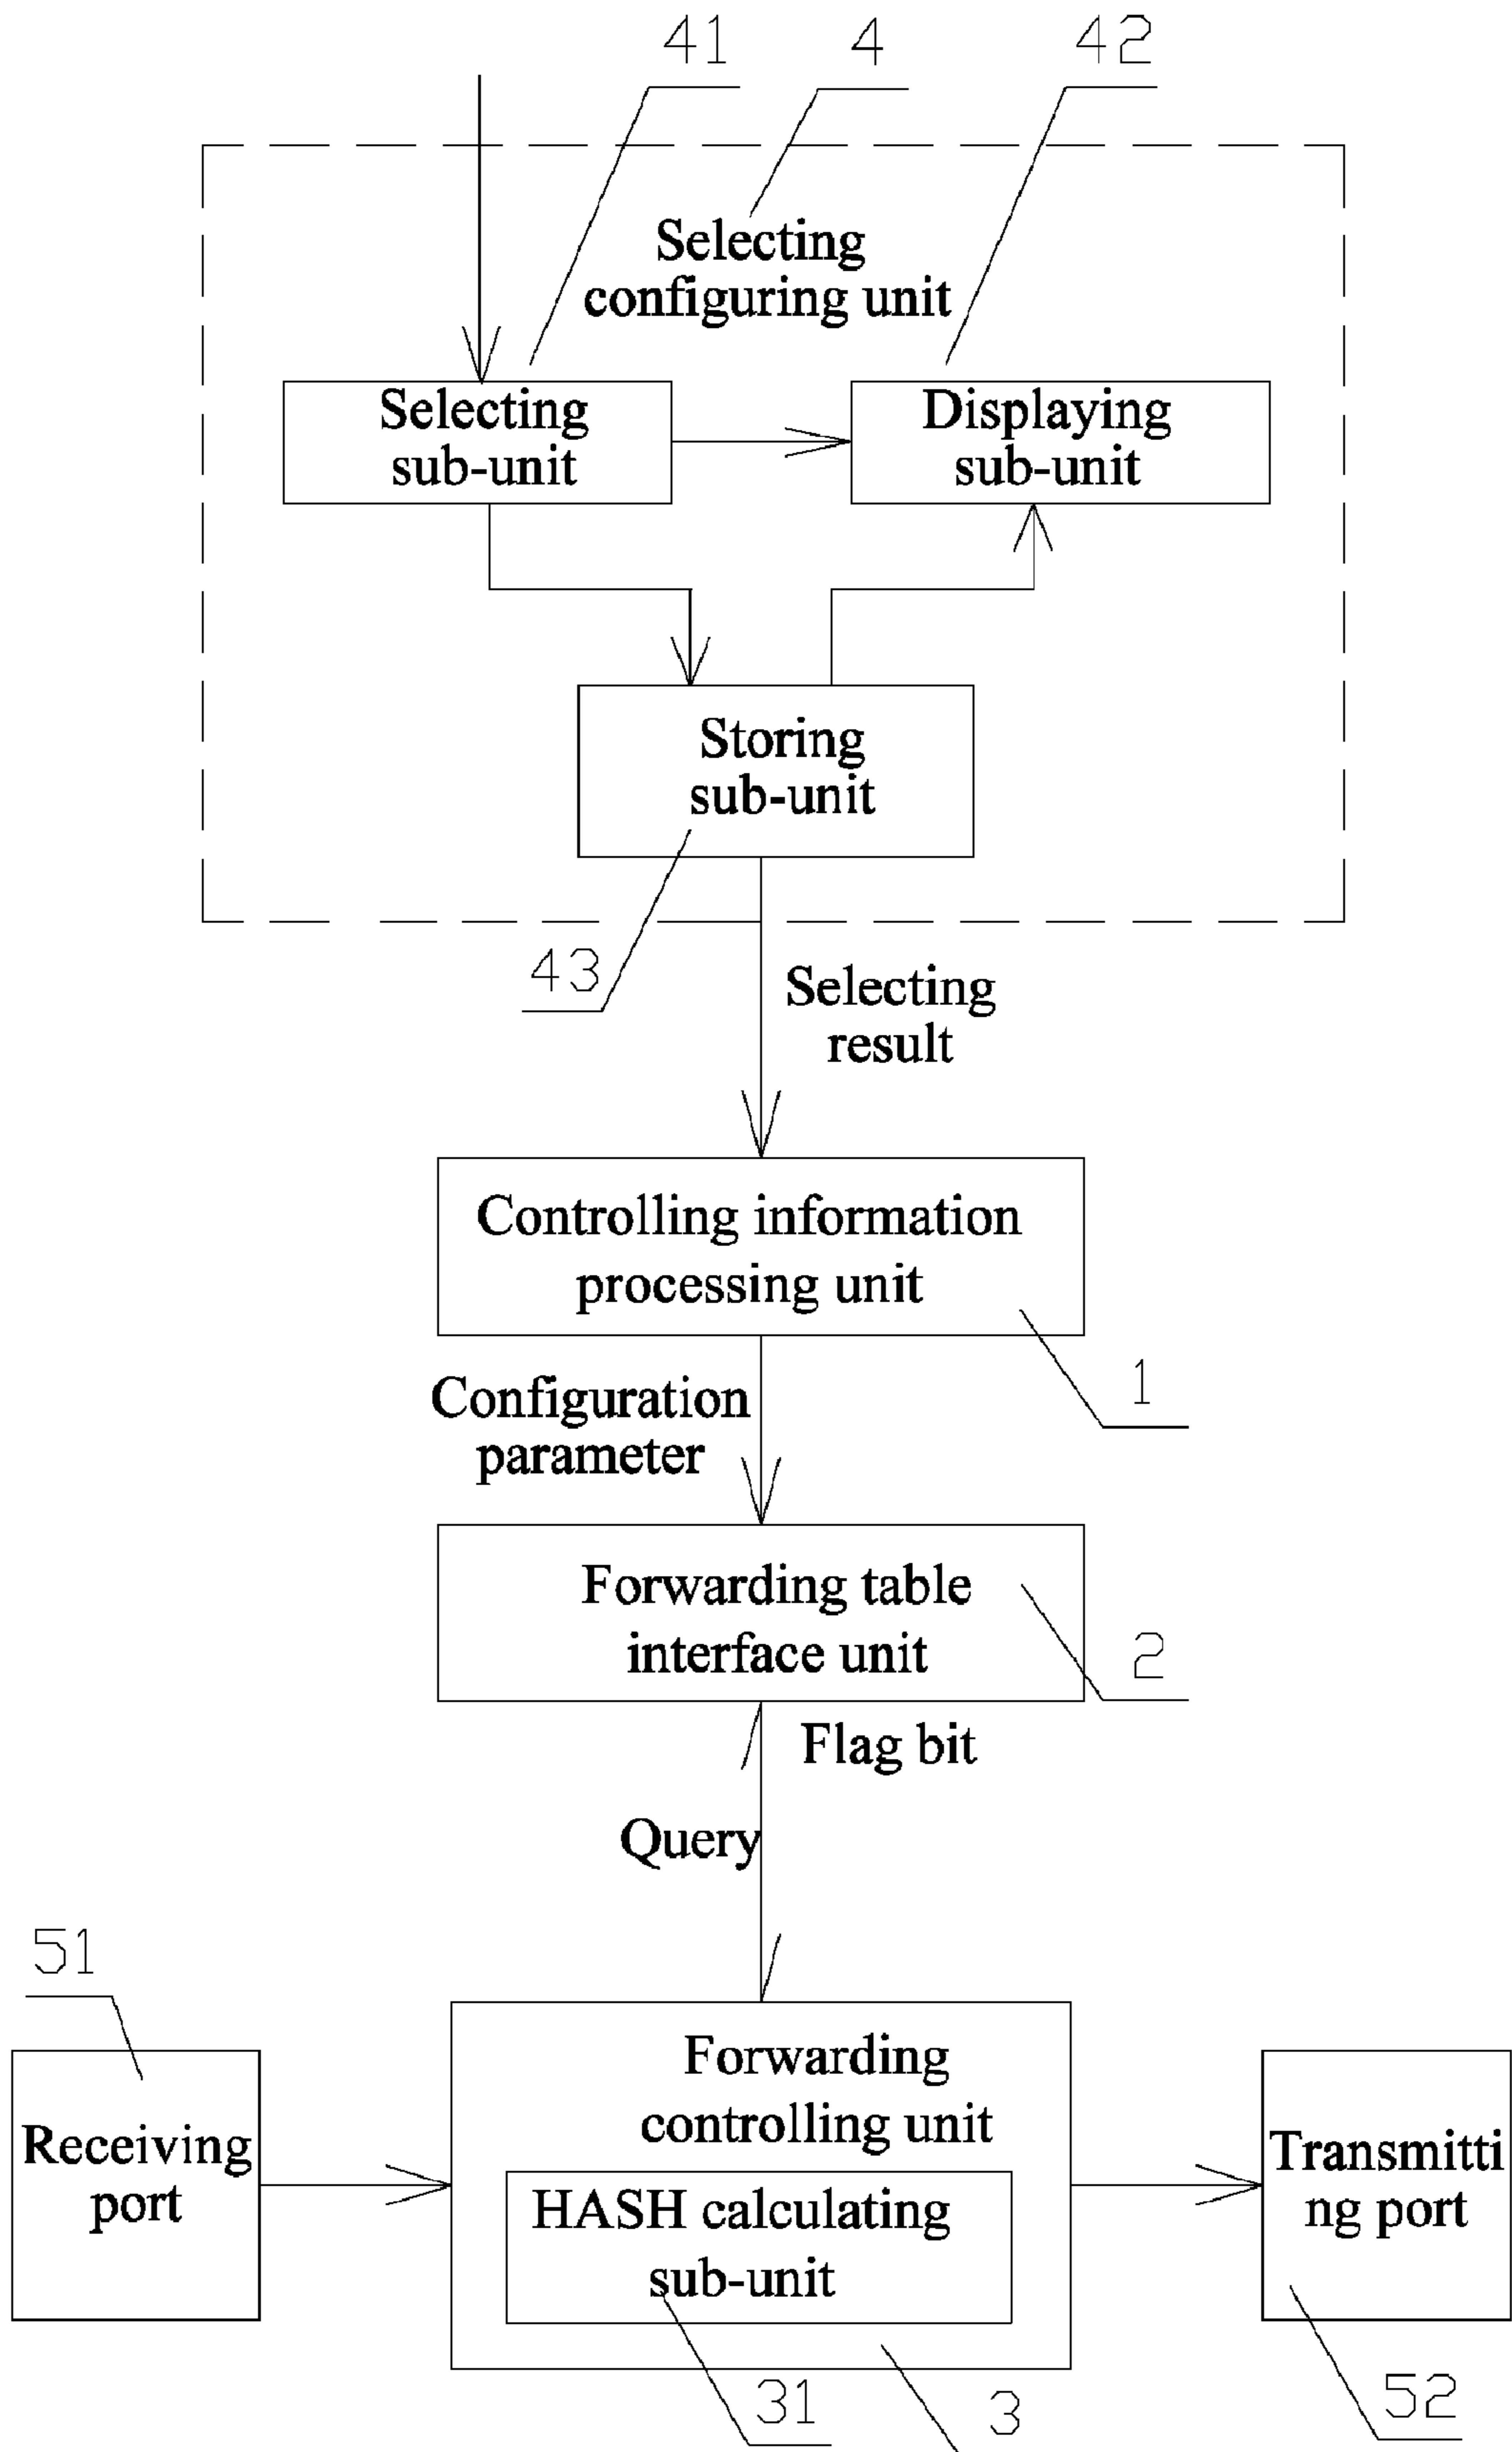 41
4
42
Selecting
configuring unit
Selecting
sub-unit
Displaying
sub-unit
Storing
sub-unit
43
Selecting
result
Controlling information
processing unit
1
Configuration
parameter
Forwarding table
interface unit
2
Flag bit
Query
51
Receiving
port
Forwarding
controlling unit
HASH calculating
sub-unit
Transmitti
ng port
31
3
52